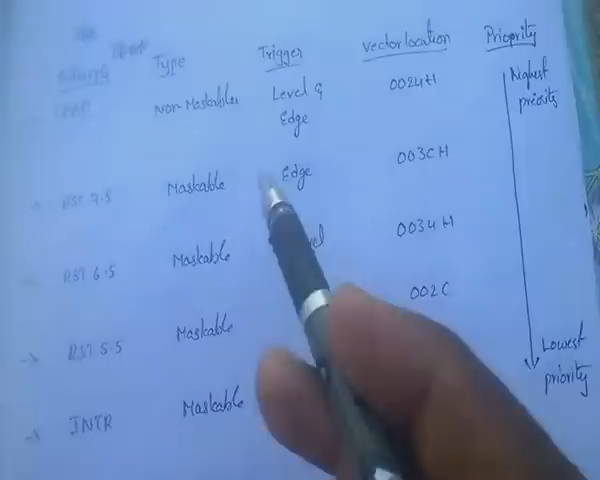 Type Trigger Vector location Priority
TRAP Non-Maskable Level & 0024H Highest
Edge priority
RST 7.5 Maskable Edge 003CH
RST 6.5 Maskable 0034H
RST 5.5 Maskable 002C Lowest
priority
INTR Maskable